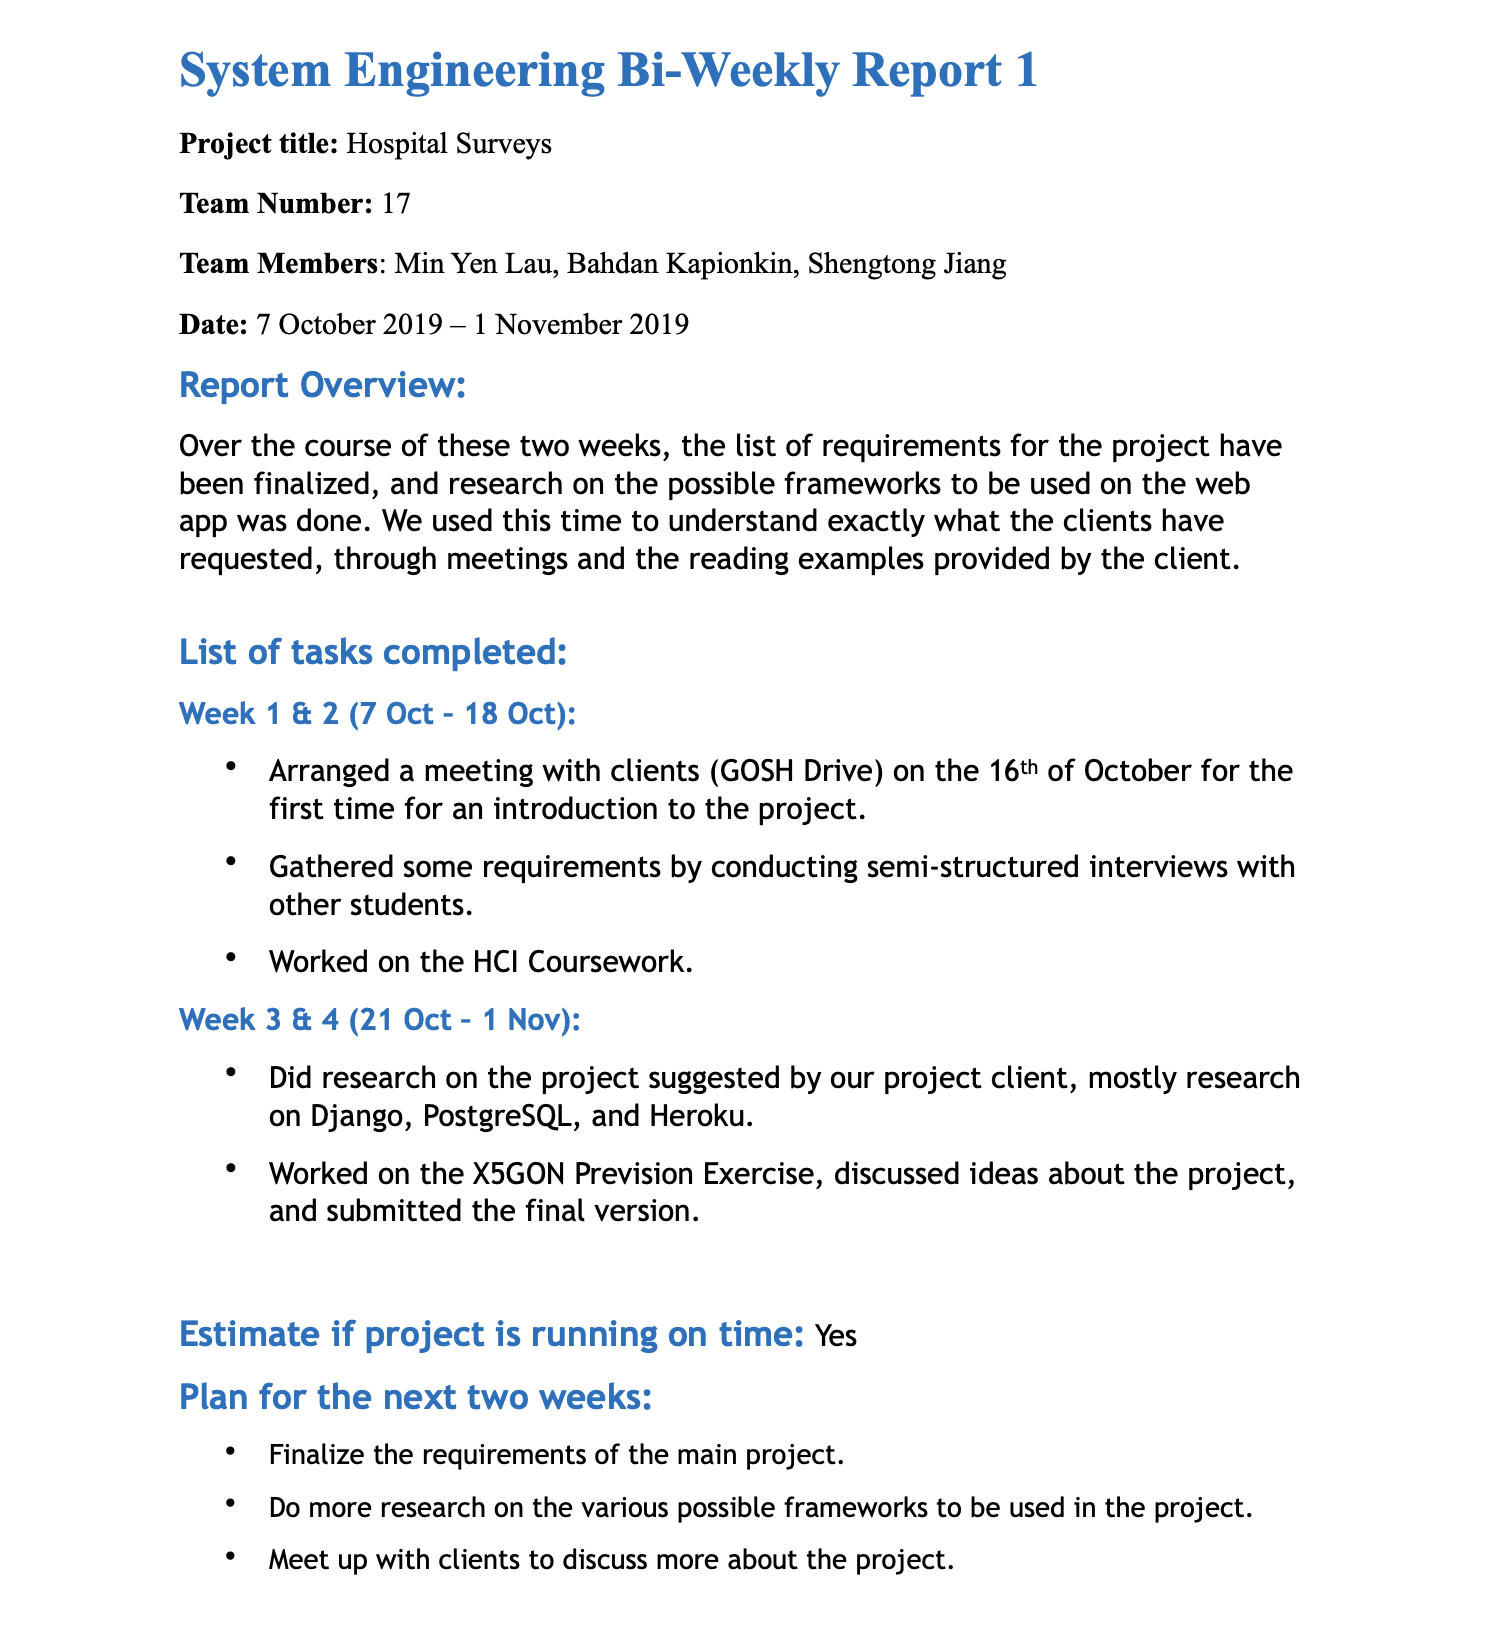 System Engineering Bi-Weekly Report 1
Project title: Hospital Surveys
Team Number: 17
Team Members: Min Yen Lau, Bahdan Kapionkin, Shengtong Jiang
Date: 7 October 2019 – 1 November 2019
Report Overview:
Over the course of these two weeks, the list of requirements for the project have
been finalized, and research on the possible frameworks to be used on the web
app was done. We used this time to understand exactly what the clients have
requested, through meetings and the reading examples provided by the client.
List of tasks completed:
Week 1 & 2 (7 Oct – 18 Oct):
• Arranged a meeting with clients (GOSH Drive) on the 16th of October for the
first time for an introduction to the project.
• Gathered some requirements by conducting semi-structured interviews with
other students.
• Worked on the HCI Coursework.
Week 3 & 4 (21 Oct – 1 Nov):
• Did research on the project suggested by our project client, mostly research
on Django, PostgreSQL, and Heroku.
• Worked on the X5GON Prevision Exercise, discussed ideas about the project,
and submitted the final version.
Estimate if project is running on time: Yes
Plan for the next two weeks:
• Finalize the requirements of the main project.
• Do more research on the various possible frameworks to be used in the project.
• Meet up with clients to discuss more about the project.